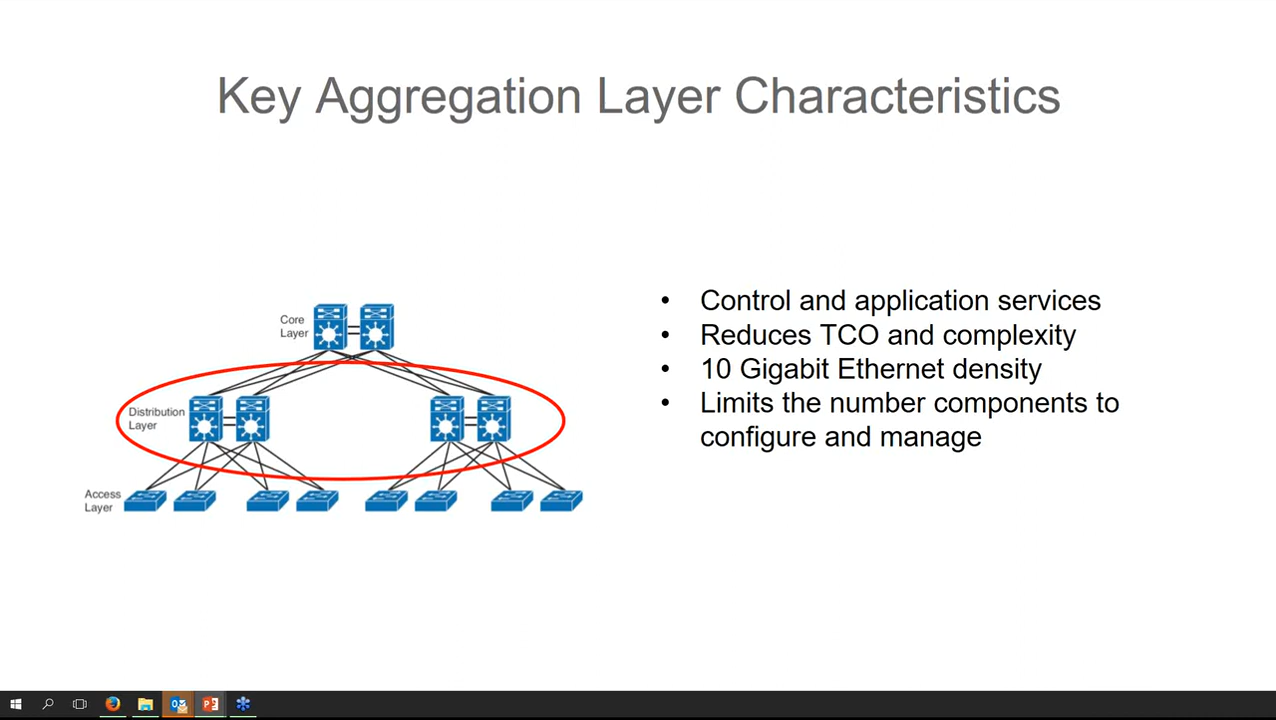 Key Aggregation Layer Characteristics
Core
Layer
Distribution
Layer
Access
Layer
• Control and application services
• Reduces TCO and complexity
• 10 Gigabit Ethernet density
• Limits the number components to
configure and manage